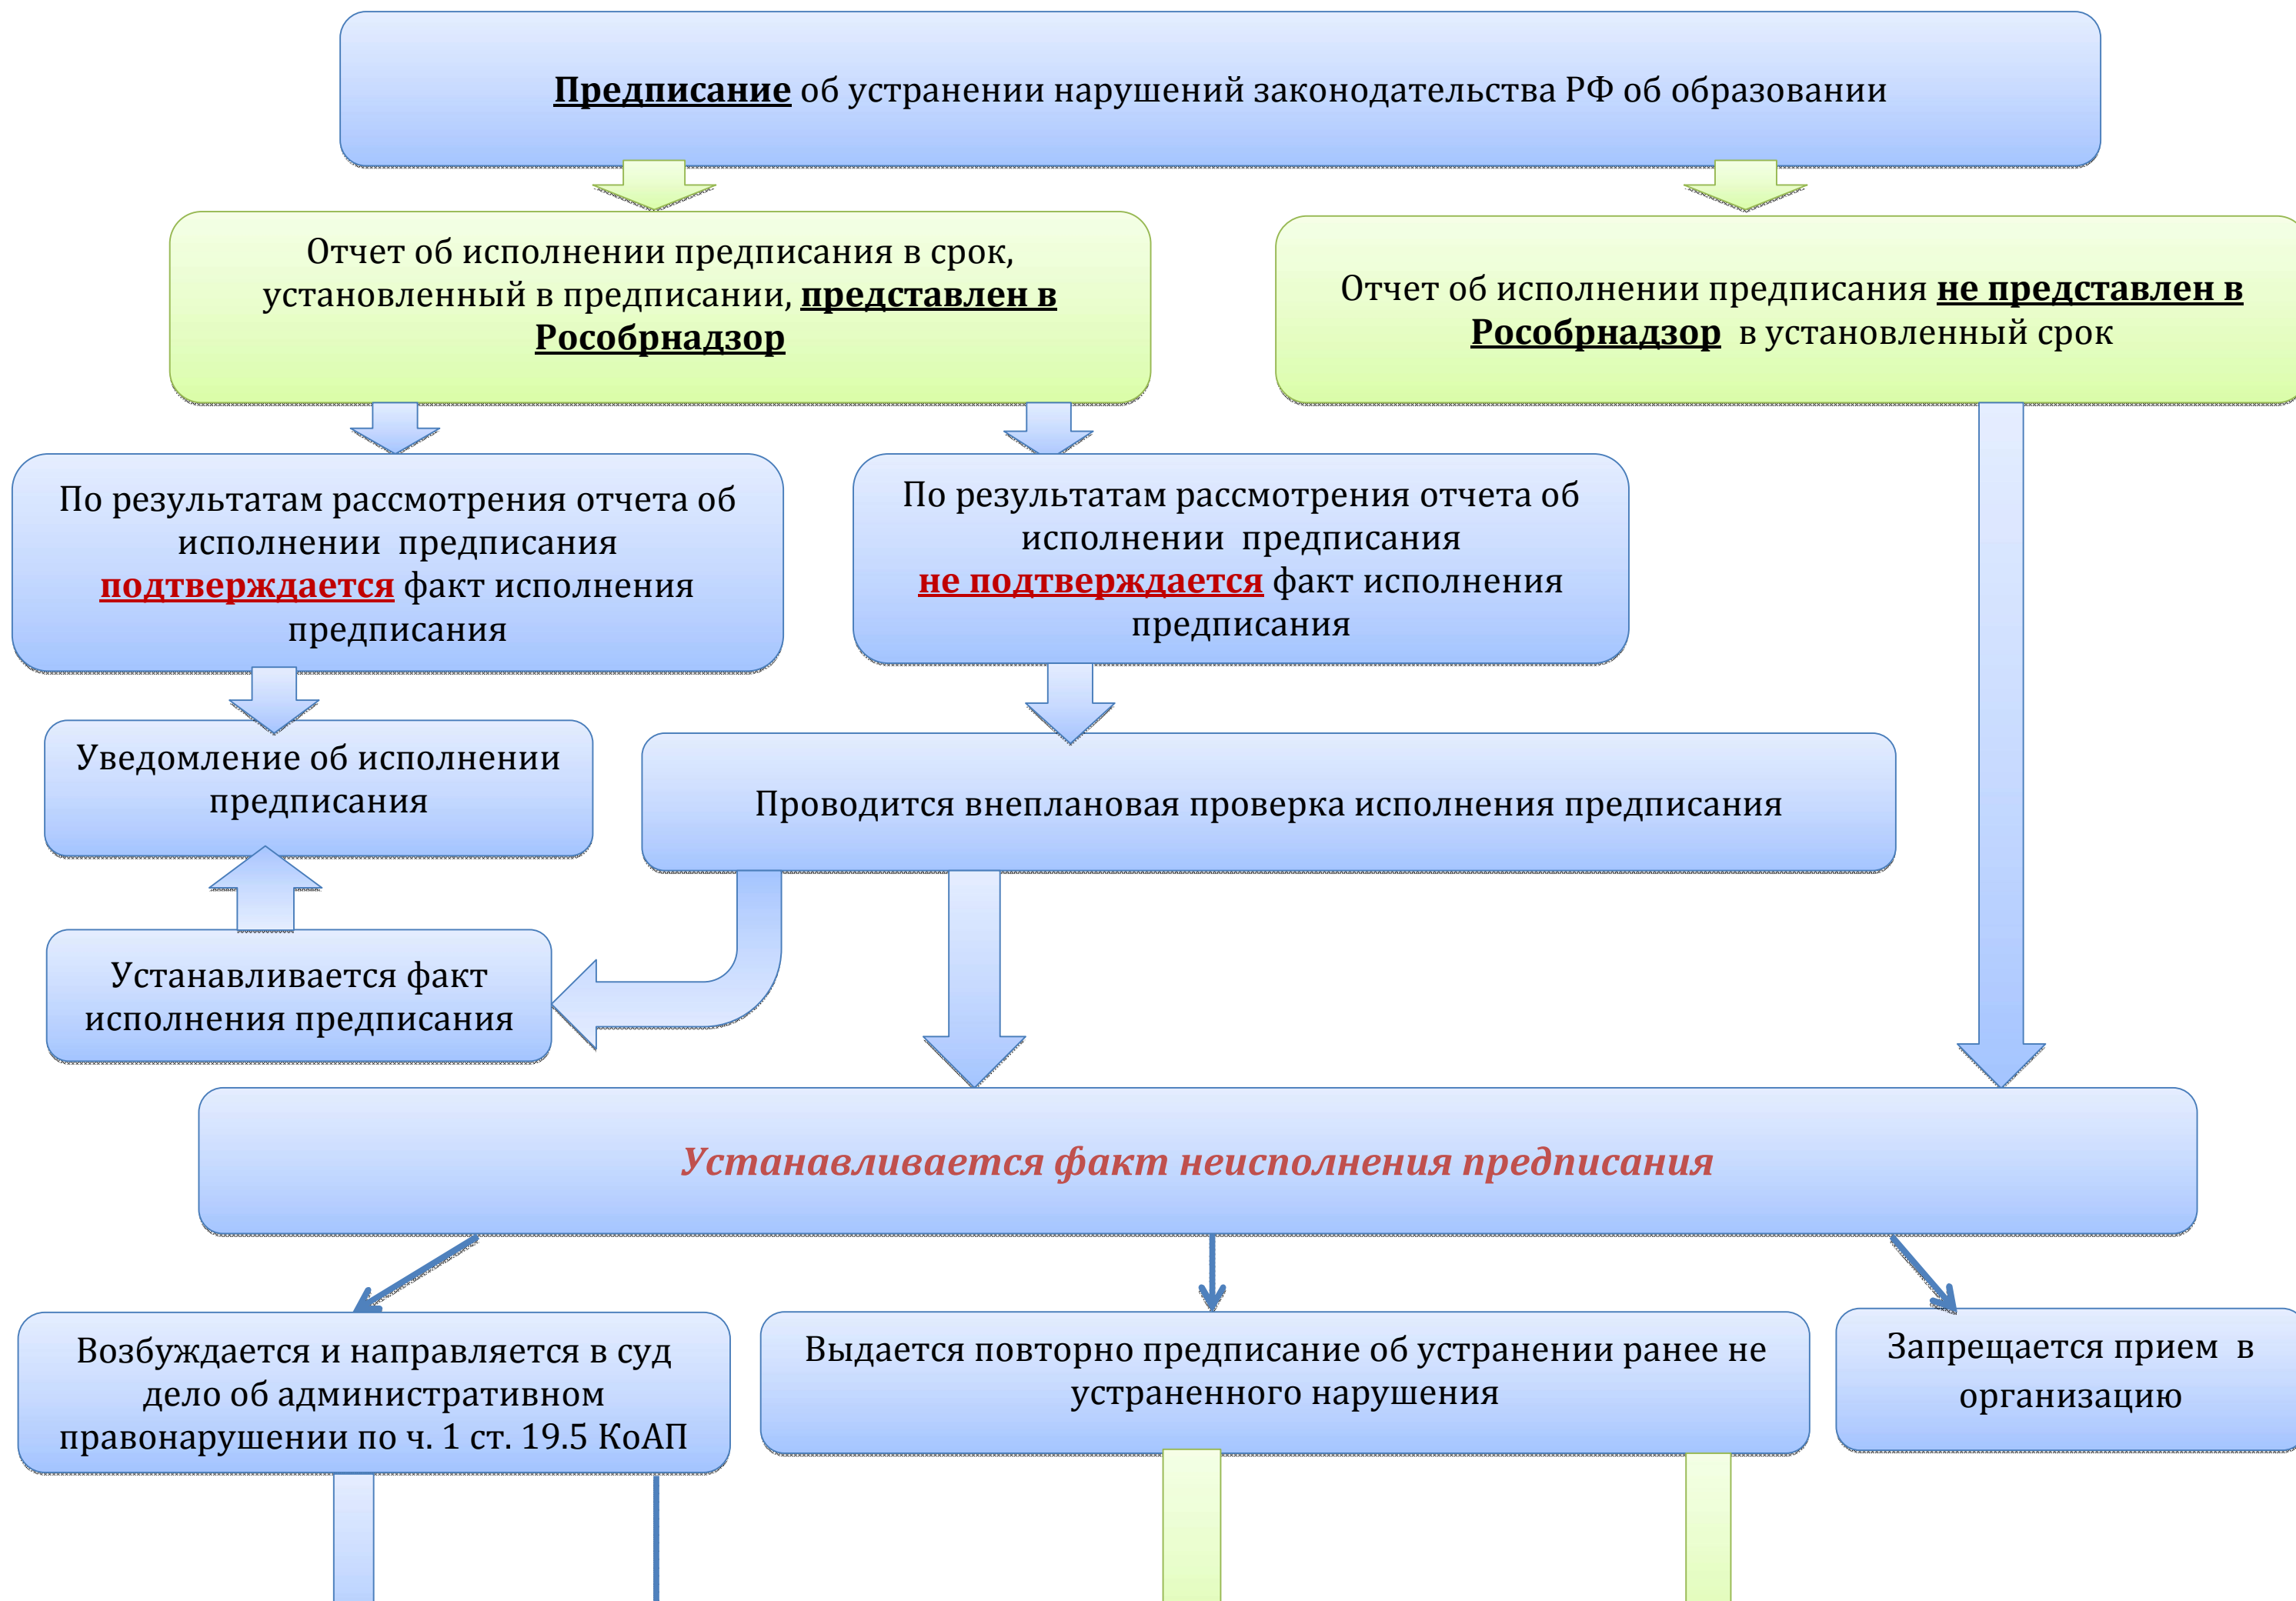 Предписание об устранении нарушений законодательства РФ об образовании
Отчет об исполнении предписания в срок,
установленный в предписании, представлен в
Рособрнадзор
Отчет об исполнении предписания не представлен в
Рособрнадзор в установленный срок
По результатам рассмотрения отчета об
исполнении предписания
подтверждается факт исполнения
предписания
По результатам рассмотрения отчета об
исполнении предписания
не подтверждается факт исполнения
предписания
Уведомление об исполнении
предписания
Проводится внеплановая проверка исполнения предписания
Устанавливается факт
исполнения предписания
Устанавливается факт неисполнения предписания
Возбуждается и направляется в суд
дело об административном
правонарушении по ч. 1 ст. 19.5 КоАП
Выдается повторно предписание об устранении ранее не
устраненного нарушения
Запрещается прием в
организацию